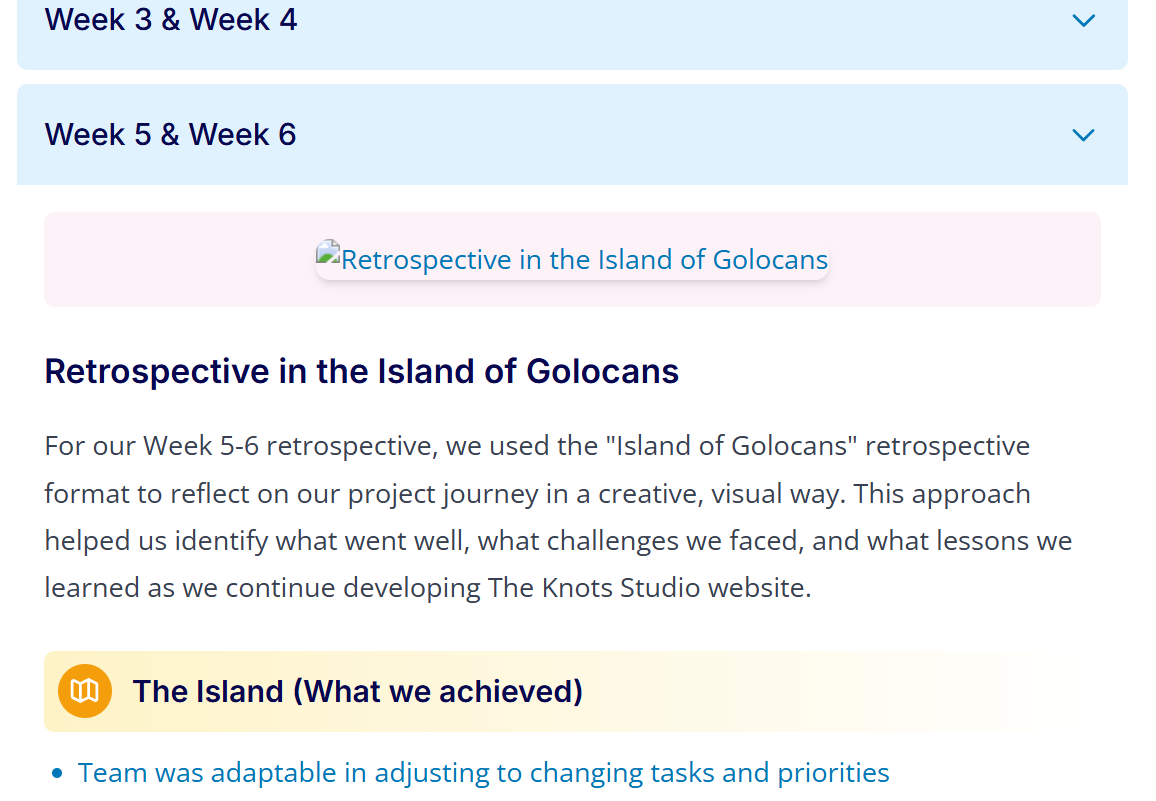 Week 3 & Week 4
Week 5 & Week 6
Retrospective in the Island of Golocans
Retrospective in the Island of Golocans
For our Week 5-6 retrospective, we used the "Island of Golocans" retrospective
format to reflect on our project journey in a creative, visual way. This approach
helped us identify what went well, what challenges we faced, and what lessons we
learned as we continue developing The Knots Studio website.
The Island (What we achieved)
Team was adaptable in adjusting to changing tasks and priorities